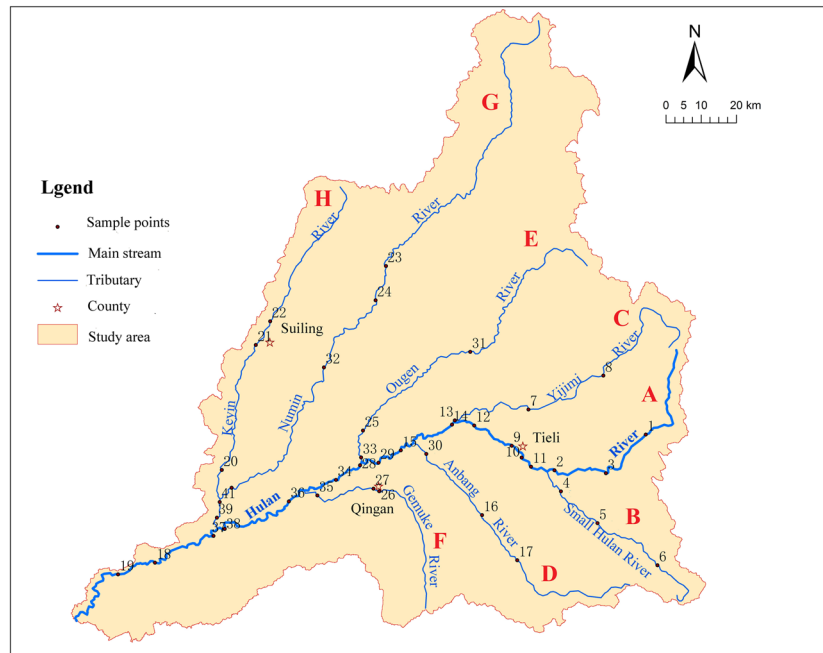 G
N
0 5 10 20 km
Lgend
H
Sample points
River
River
E
Main stream
23
River
Tributary
24
County
22
Suiling
C
Study area
21
31
River
32
8
Ougen
Yijimi
A
Kevin
Numin
7
25
13
14
12
1
9
Tieli
River
33
29
15
30
10
11
2
3
20
34
28
Anbang
4
41
Hulan
36
35
27
26
Qingan
Gemuke
16
5
B
Small Hulan River
39
38
37
River
F
River
17
6
18
D
19